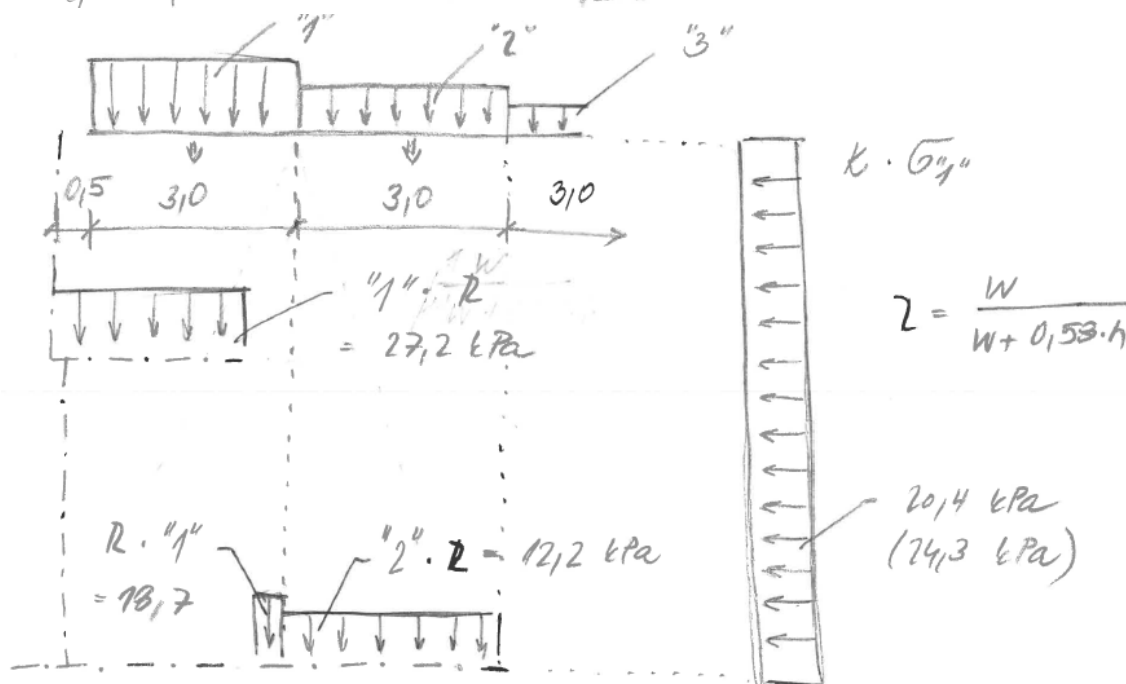 "1"
"2"
"3"
0,5
3,0
3,0
3,0
K · σ"1"
"1" · R
= 27,2 kPa
R = W
W + 0,53 · h
R · "1"
= 18,7
"2" · R = 12,2 kPa
20,4 kPa
(24,3 kPa)